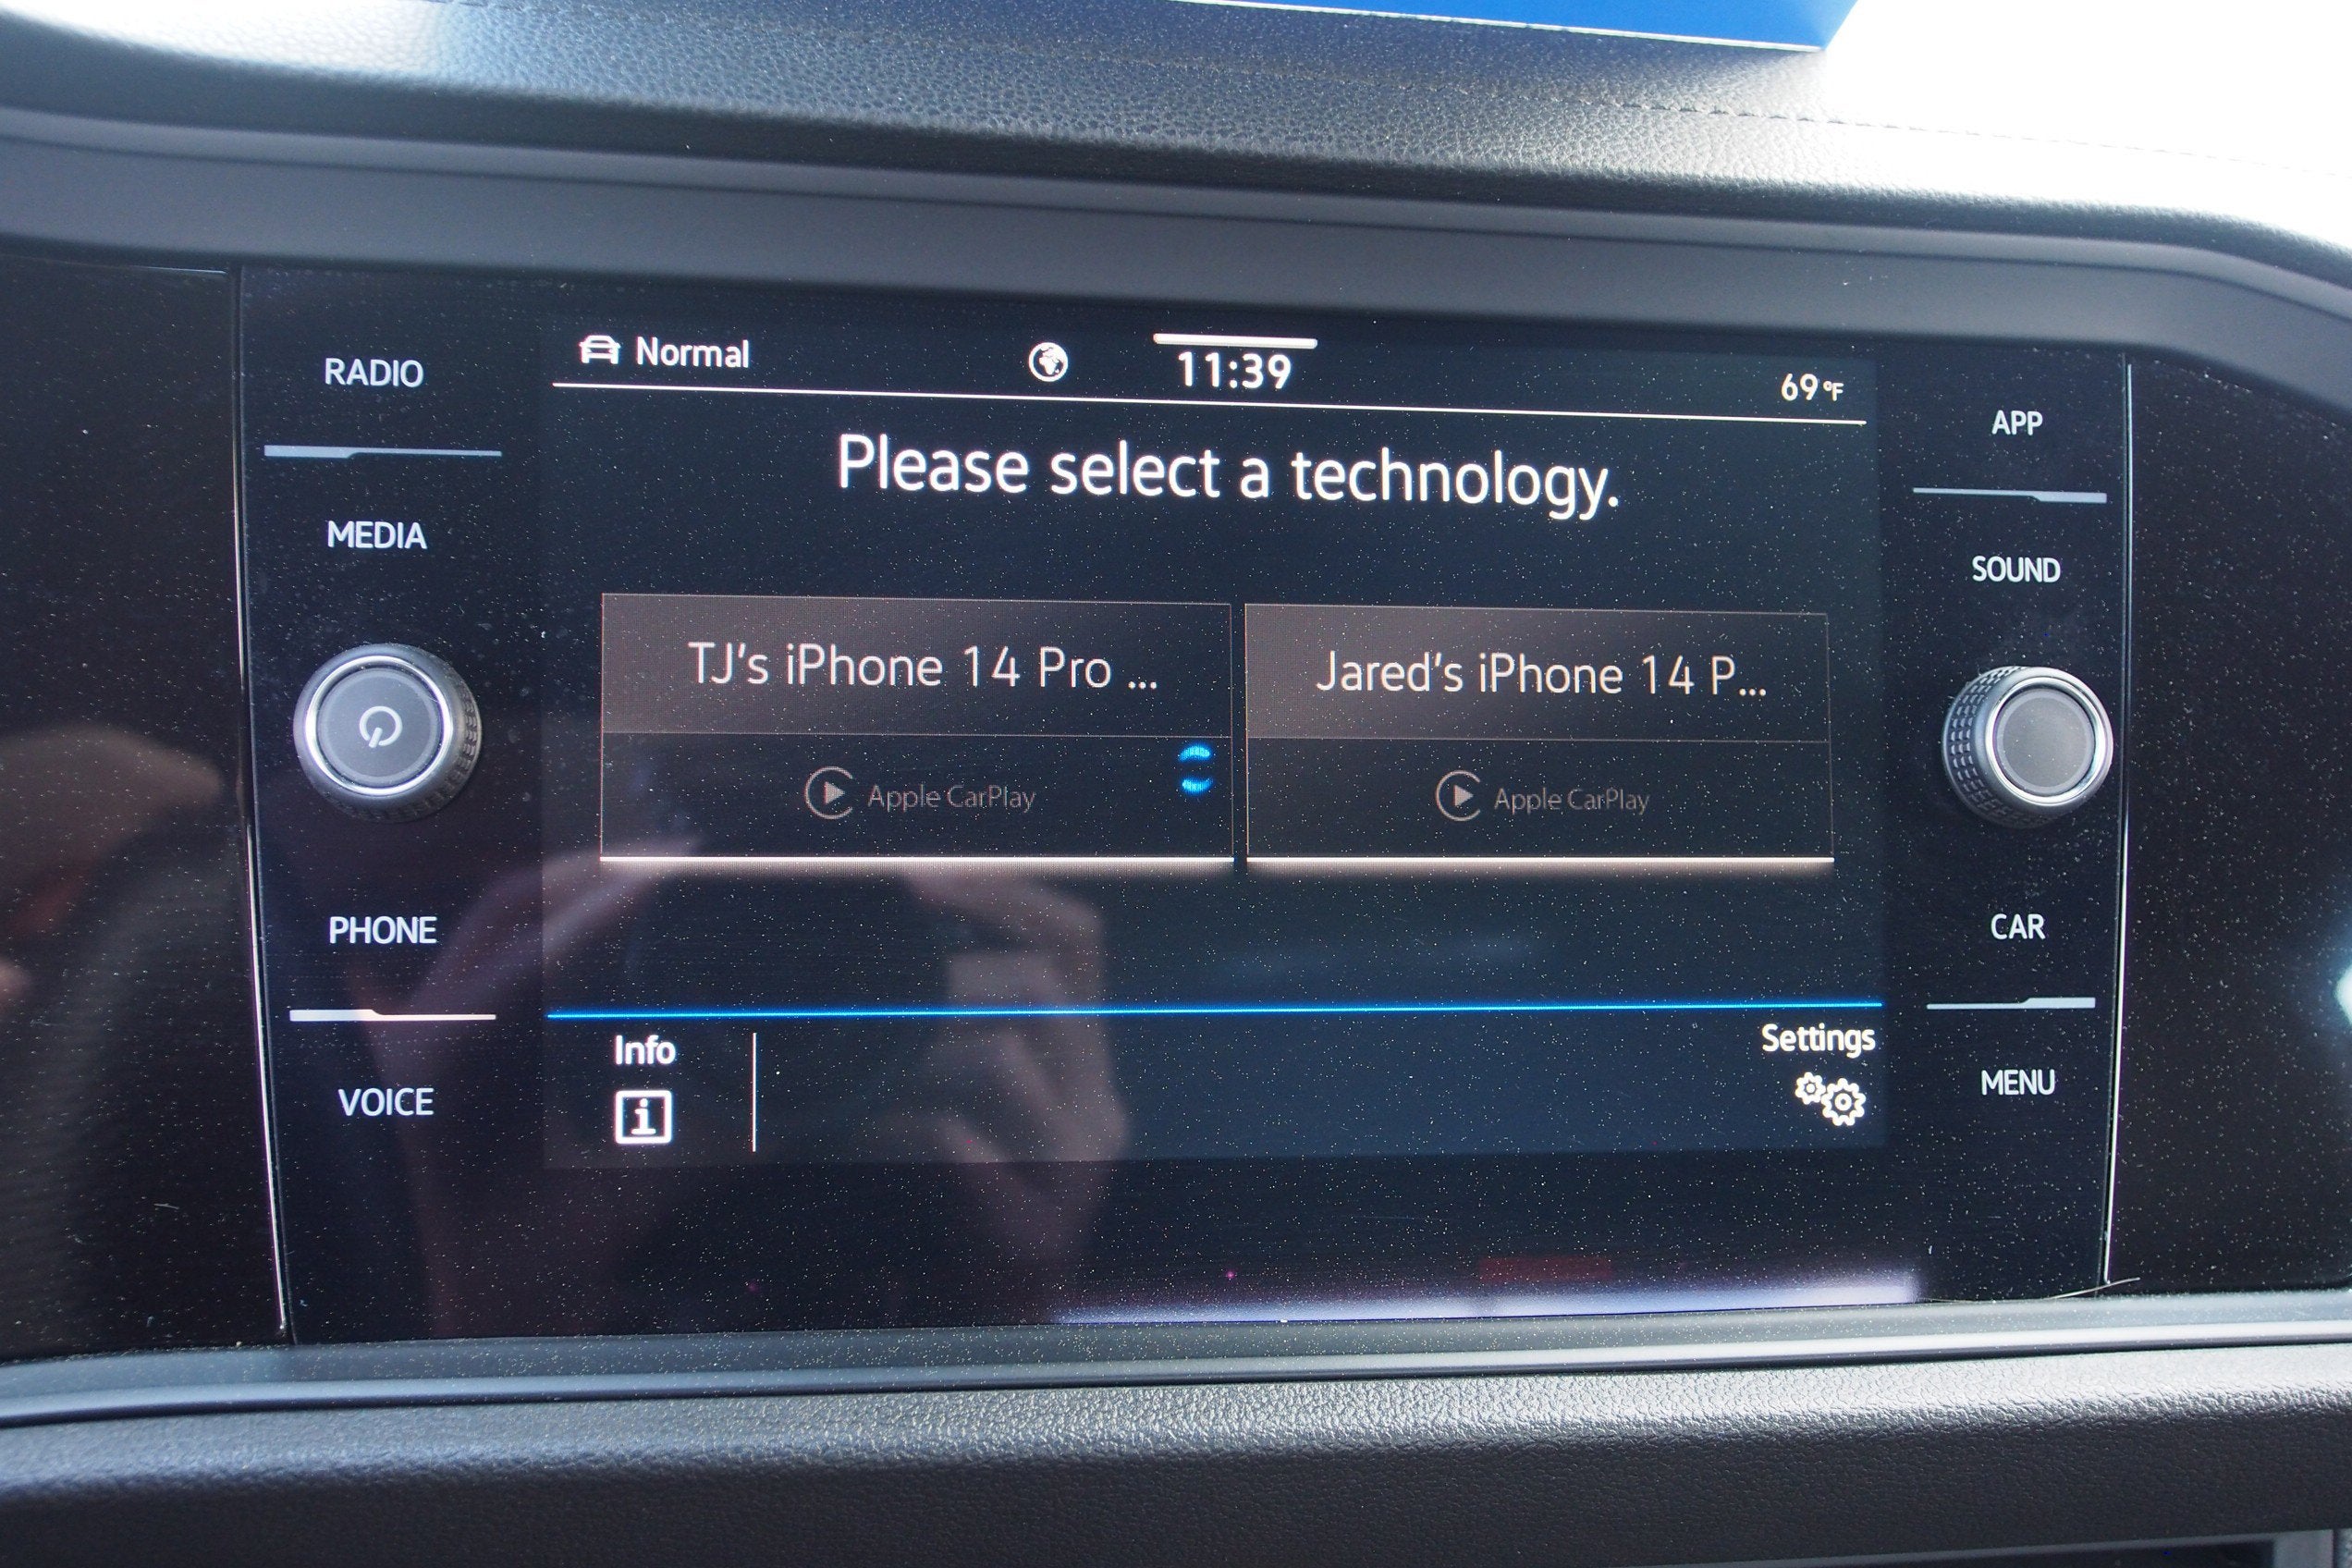 RADIO
MEDIA
PHONE
VOICE
Normal
11:39
69°F
Please select a technology.
TJ's iPhone 14 Pro ...
Apple CarPlay
Jared's iPhone 14 P...
Apple CarPlay
Info
Settings
APP
SOUND
CAR
MENU